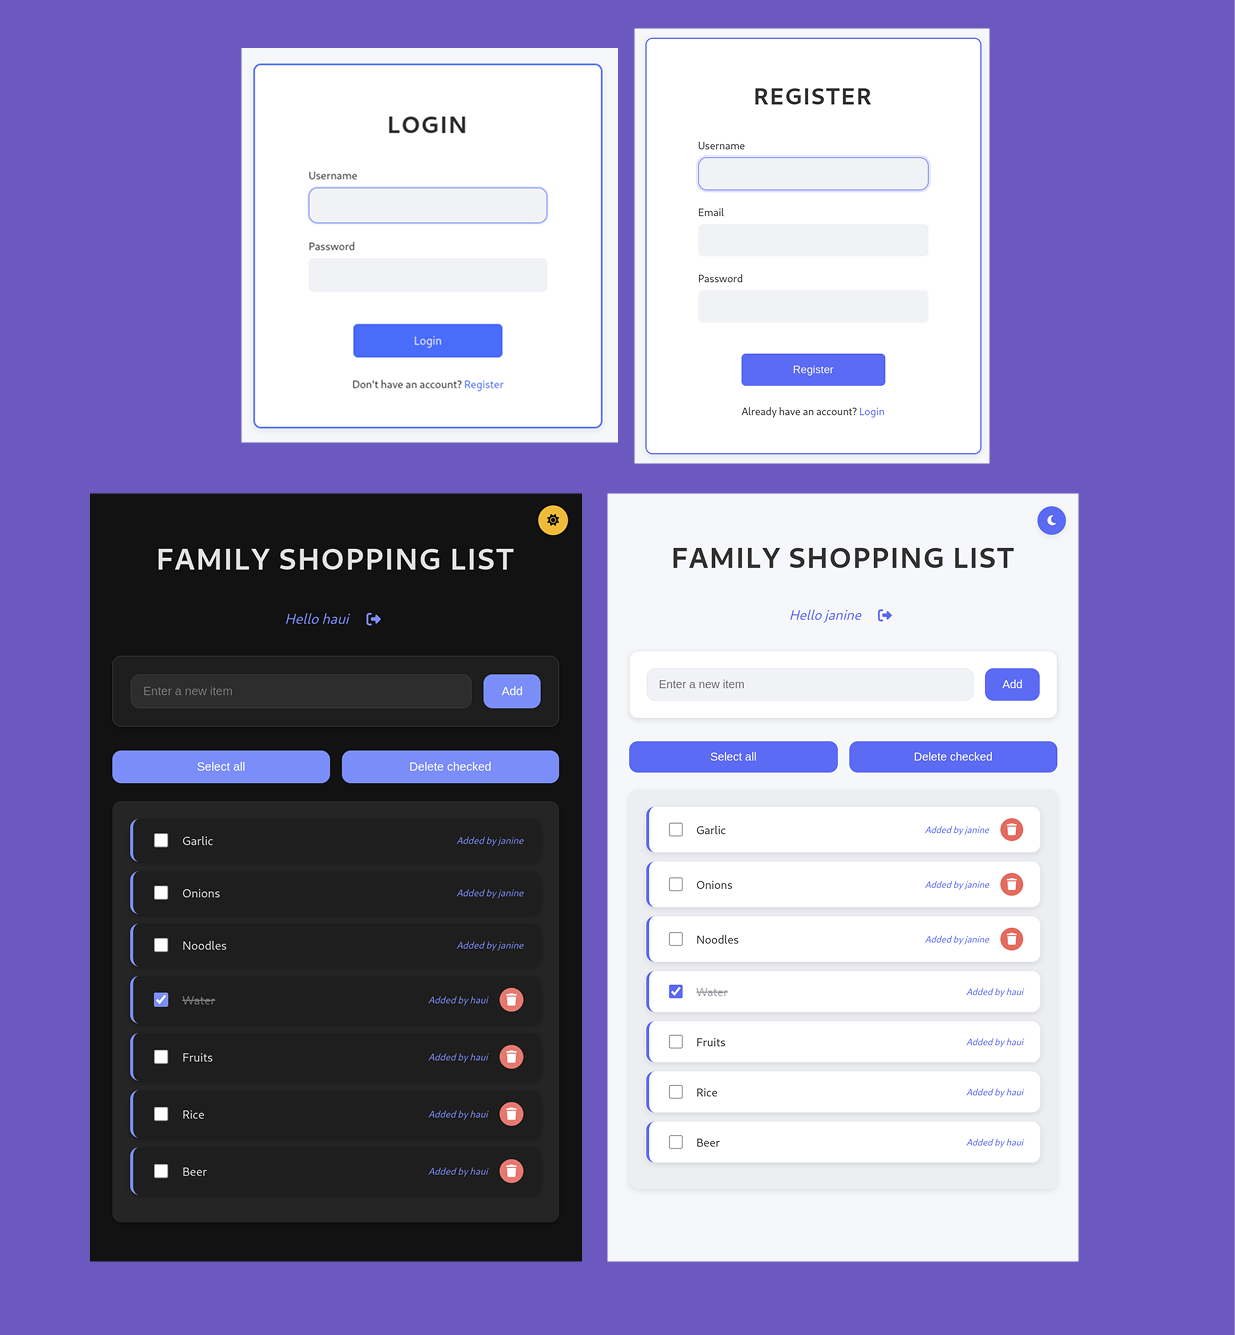 LOGIN
Username
Password
Login
Don't have an account? Register
REGISTER
Username
Email
Password
Register
Already have an account? Login
FAMILY SHOPPING LIST
Hello haui
Enter a new item Add
Select all Delete checked
Garlic Added by janine
Onions Added by janine
Noodles Added by janine
Water Added by haui
Fruits Added by haui
Rice Added by haui
Beer Added by haui
FAMILY SHOPPING LIST
Hello janine
Enter a new item Add
Select all Delete checked
Garlic Added by janine
Onions Added by janine
Noodles Added by janine
Water Added by haui
Fruits Added by haui
Rice Added by haui
Beer Added by haui